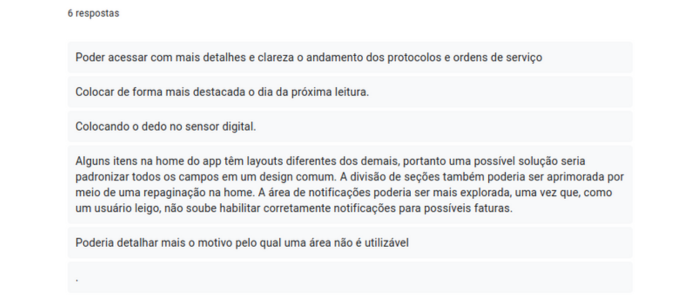 6 respostas
Poder acessar com mais detalhes e clareza o andamento dos protocolos e ordens de serviço
Colocar de forma mais destacada o dia da próxima leitura.
Colocando o dedo no sensor digital.
Alguns itens na home do app têm layouts diferentes dos demais, portanto uma possível solução seria
padronizar todos os campos em um design comum. A divisão de seções também poderia ser aprimorada por
meio de uma repaginação na home. A área de notificações poderia ser mais explorada, uma vez que, como
um usuário leigo, não soube habilitar corretamente notificações para possíveis faturas.
Poderia detalhar mais o motivo pelo qual uma área não é utilizável
.